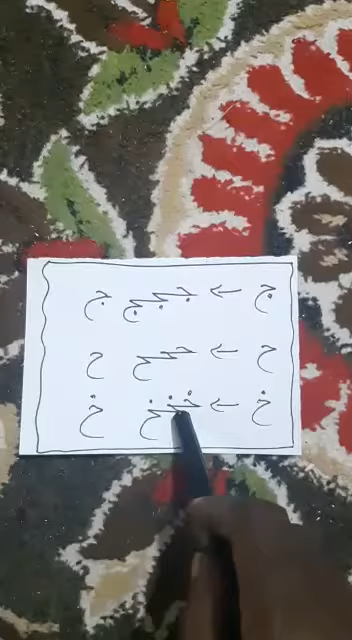 ج ← ججج ج
ح ← ححح ح
خ ← خخخ خ